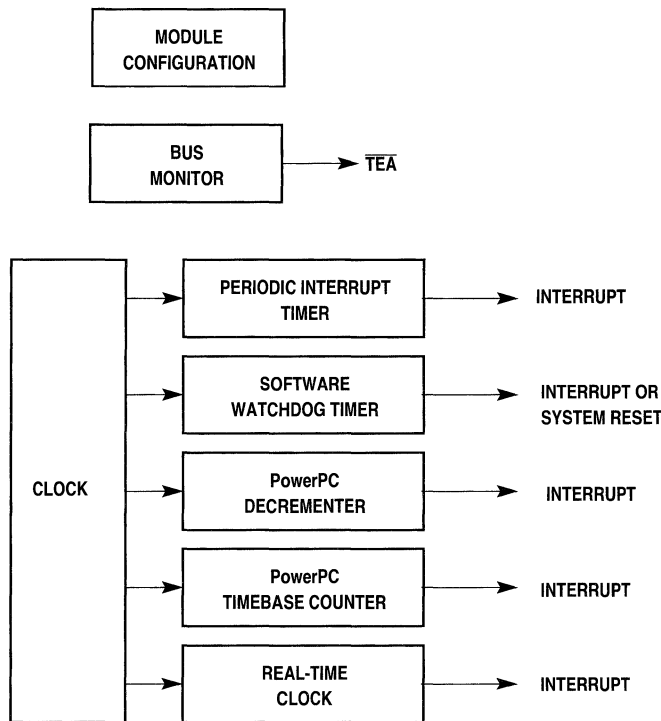 MODULE
CONFIGURATION
BUS
MONITOR
TEA
PERIODIC INTERRUPT
TIMER
INTERRUPT
SOFTWARE
WATCHDOG TIMER
INTERRUPT OR
SYSTEM RESET
CLOCK
PowerPC
DECREMENTER
INTERRUPT
PowerPC
TIMEBASE COUNTER
INTERRUPT
REAL-TIME
CLOCK
INTERRUPT